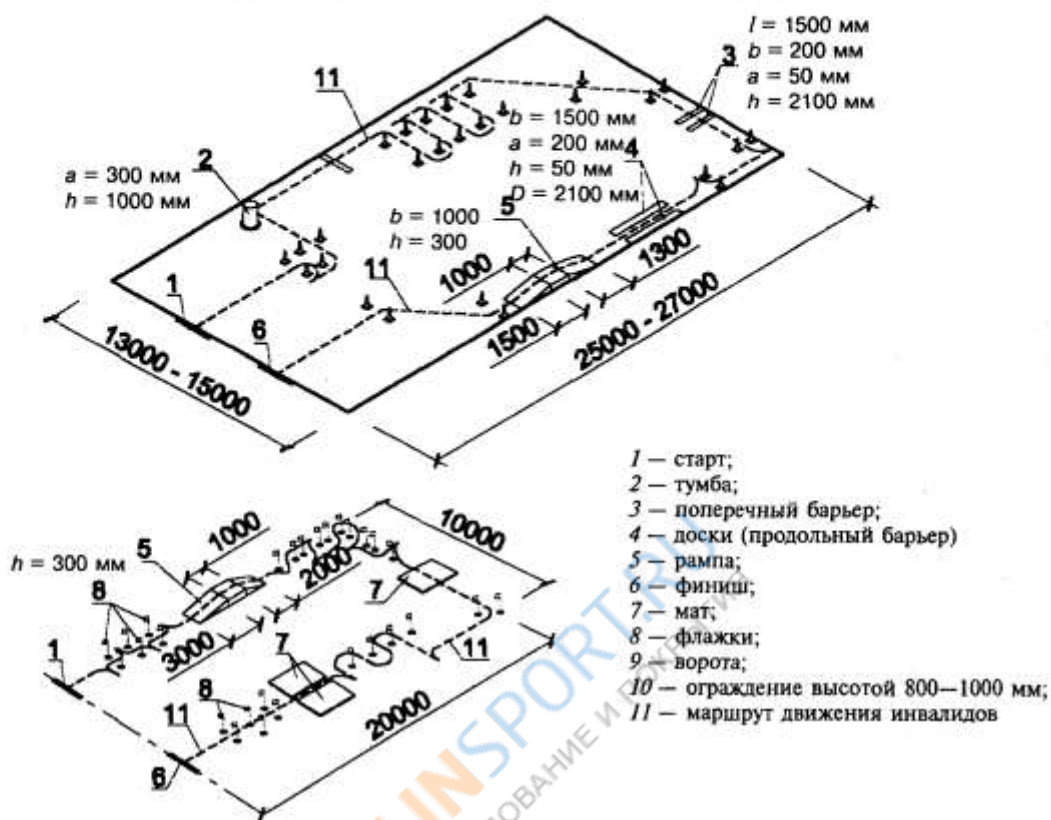 l = 1500 мм
b = 200 мм
a = 50 мм
h = 2100 мм
3
11
b = 1500 мм
a = 200 мм
h = 50 мм
D = 2100 мм
4
2
a = 300 мм
h = 1000 мм
b = 1000
h = 300
5
1000
1300
11
1
6
1500
25000 - 27000
13000 - 15000
1 — старт;
2 — тумба;
3 — поперечный барьер;
4 — доски (продольный барьер)
5 — рампа;
6 — финиш;
7 — мат;
8 — флажки;
9 — ворота;
10 — ограждение высотой 800—1000 мм;
11 — маршрут движения инвалидов
1000
10000
h = 300 мм
5
2000
7
8
3000
7
11
1
8
20000
11
6
INSPORT.RU
ОВАНИЕ И ПОКРЫТИЯ